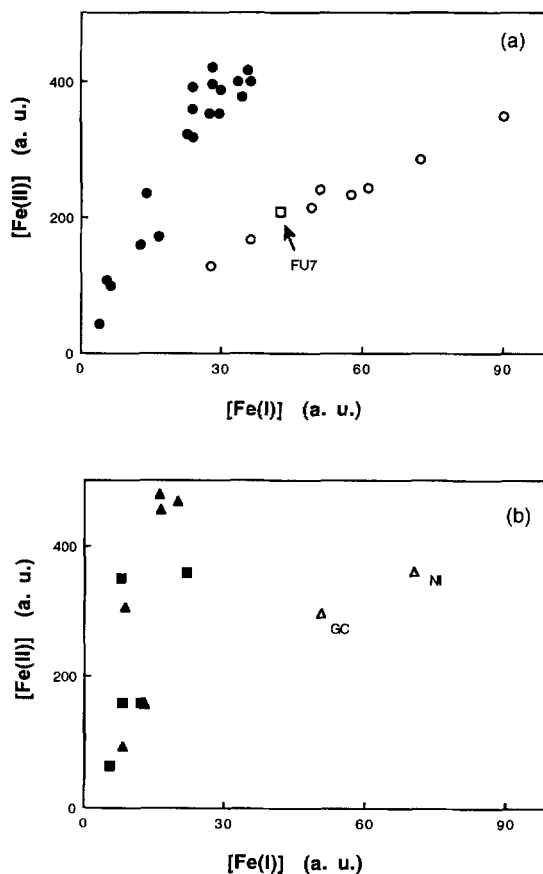 (a)
[Fe(II)] (a. u.)
400
200
0
FU7
0 30 60 90
[Fe(I)] (a. u.)
(b)
[Fe(II)] (a. u.)
400
200
0
NI
GC
0 30 60 90
[Fe(I)] (a. u.)